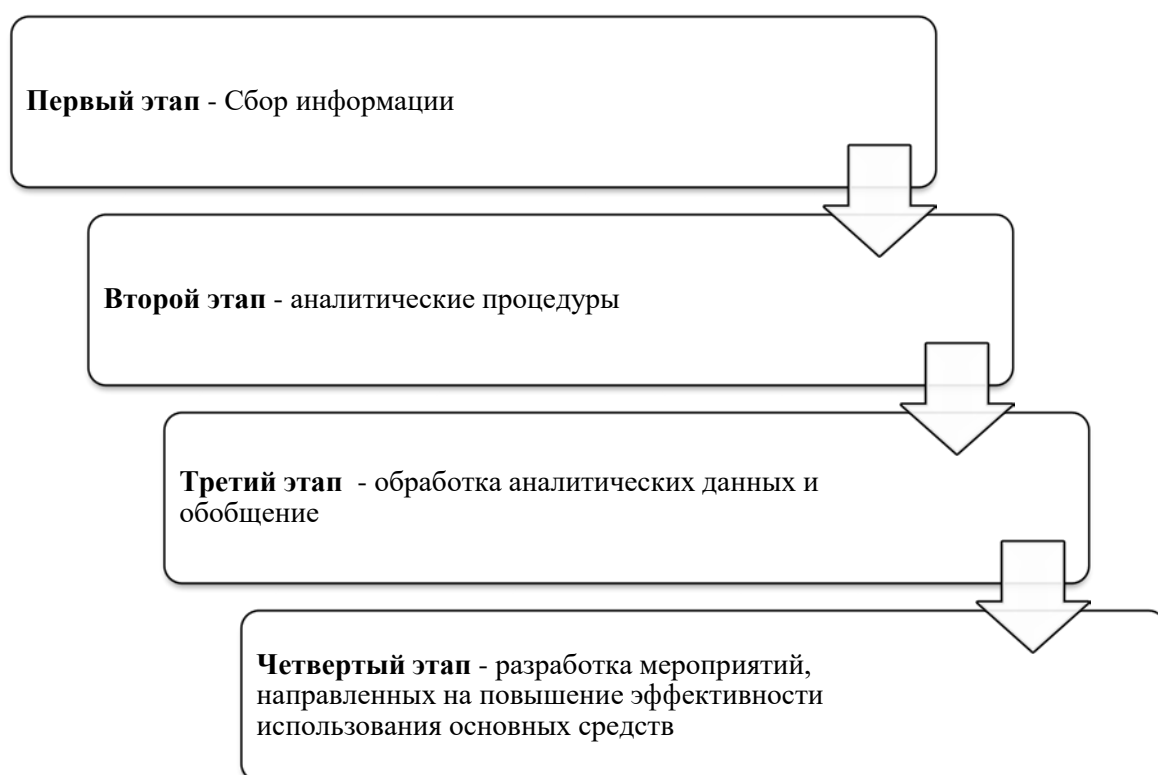 Первый этап - Сбор информации
Второй этап - аналитические процедуры
Третий этап - обработка аналитических данных и
обобщение
Четвертый этап - разработка мероприятий,
направленных на повышение эффективности
использования основных средств